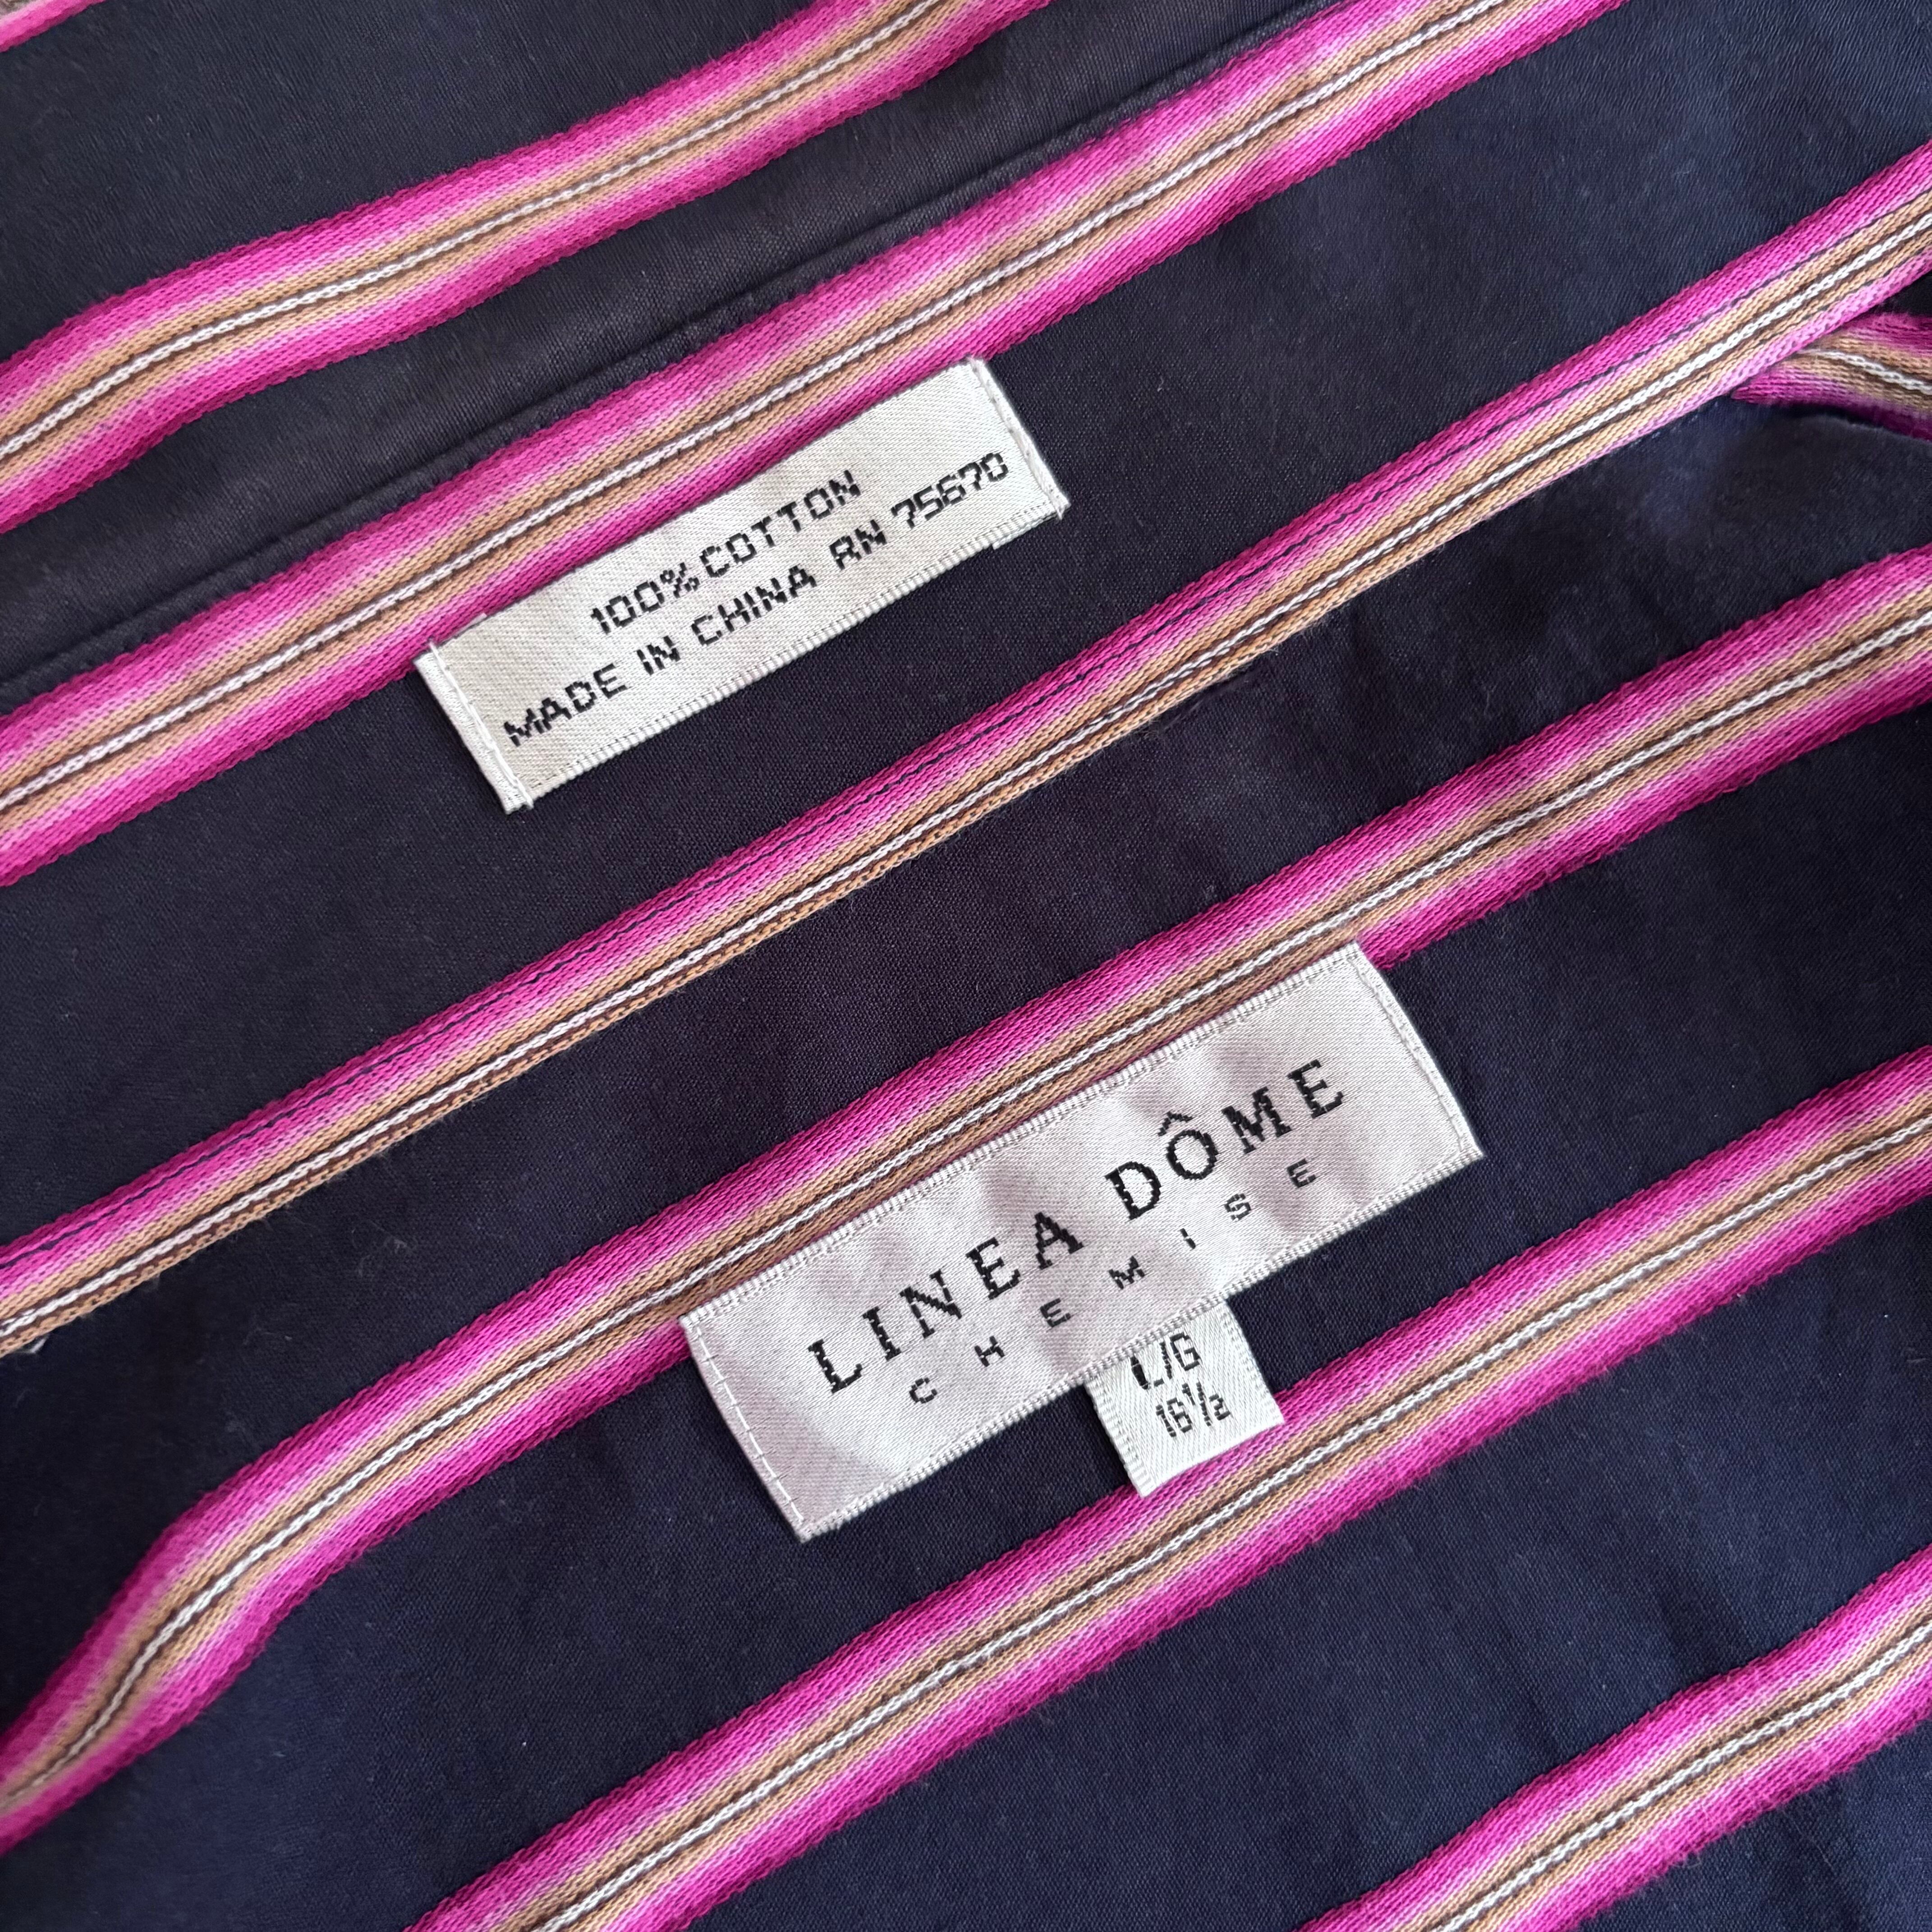 100% COTTON
MADE IN CHINA RN 75670
LINEA DÔME
CHEMISE
L/G
16½